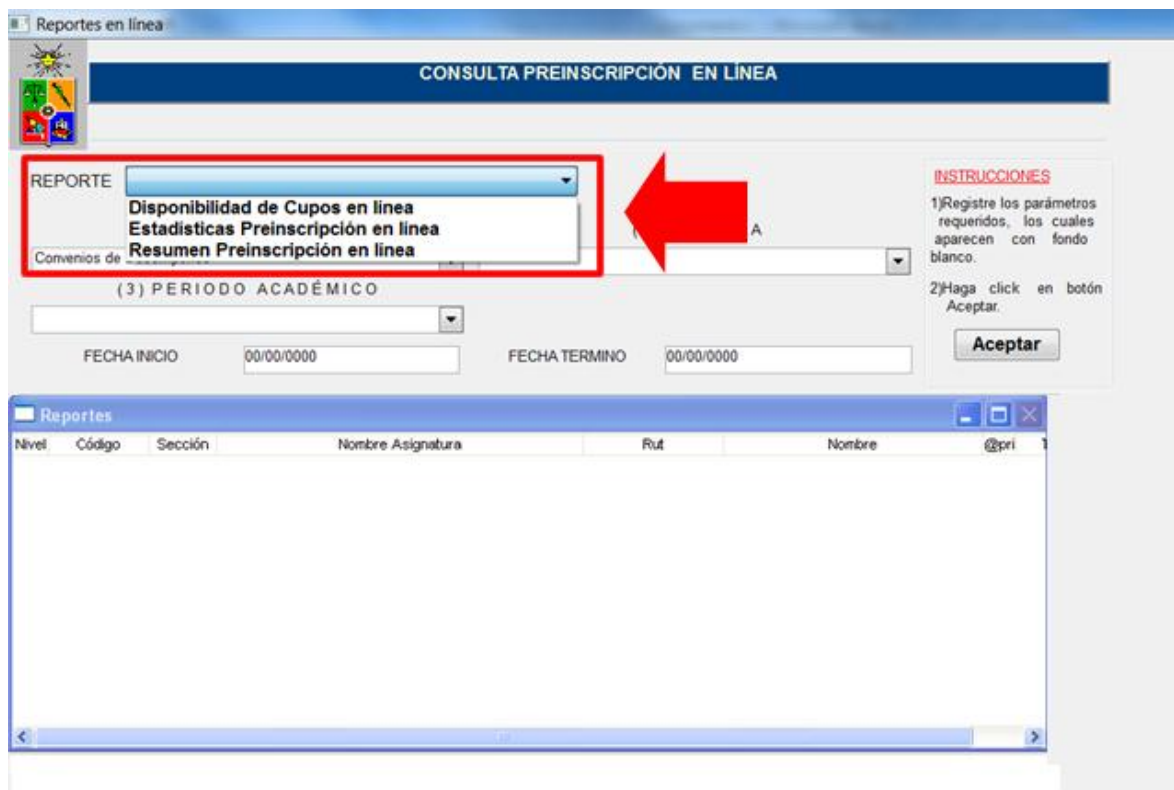 Reportes en línea
CONSULTA PREINSCRIPCIÓN EN LÍNEA
REPORTE
Disponibilidad de Cupos en linea
Estadisticas Preinscripción en linea
Resumen Preinscripción en linea
( A
Convenios de
(3) PERIODO ACADÉMICO
FECHA INICIO 00/00/0000 FECHA TERMINO 00/00/0000
INSTRUCCIONES
1)Registre los parámetros
requeridos, los cuales
aparecen con fondo
blanco.
2)Haga click en botón
Aceptar.
Aceptar
Reportes
Nivel Código Sección Nombre Asignatura Rut Nombre @pri